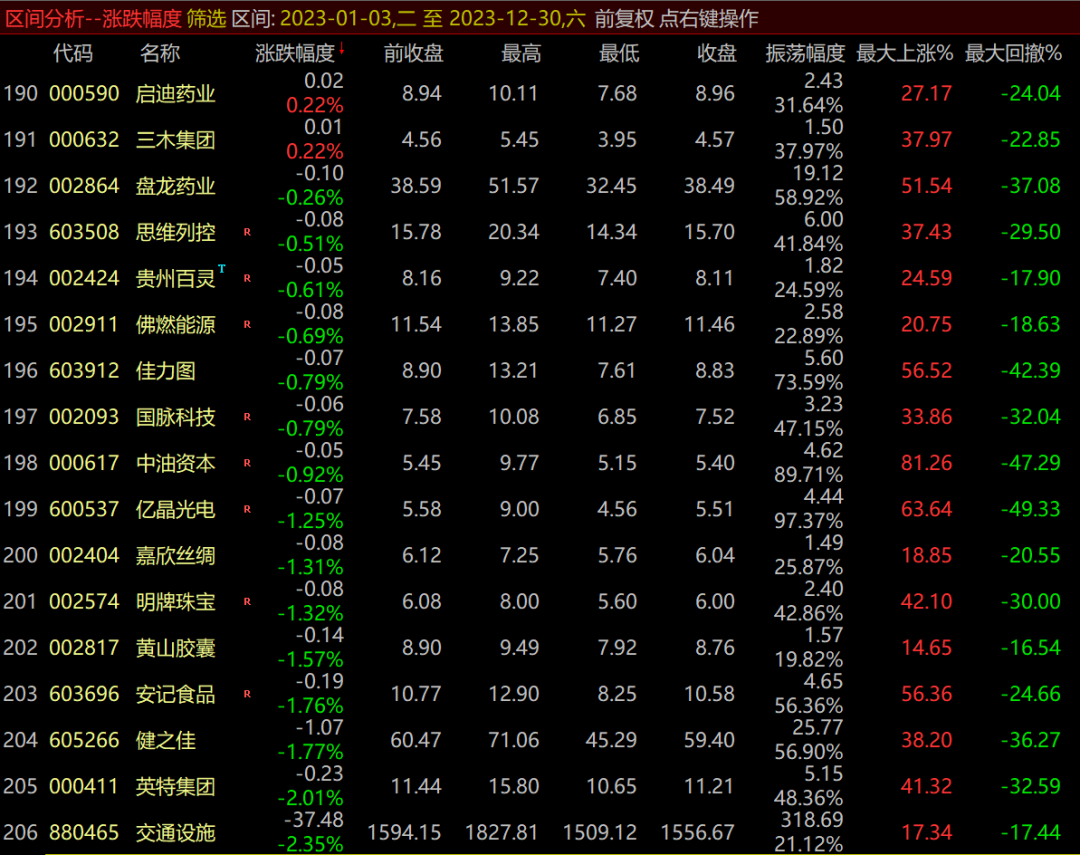 区间分析--涨跌幅度 筛选 区间: 2023-01-03,二 至 2023-12-30,六 前复权 点右键操作
代码 名称 涨跌幅度↓ 前收盘 最高 最低 收盘 振荡幅度 最大上涨% 最大回撤%
190 000590 启迪药业 0.02 0.22% 8.94 10.11 7.68 8.96 2.43 31.64% 27.17 -24.04
191 000632 三木集团 0.01 0.22% 4.56 5.45 3.95 4.57 1.50 37.97% 37.97 -22.85
192 002864 盘龙药业 -0.10 -0.26% 38.59 51.57 32.45 38.49 19.12 58.92% 51.54 -37.08
193 603508 思维列控 R -0.08 -0.51% 15.78 20.34 14.34 15.70 6.00 41.84% 37.43 -29.50
194 002424 贵州百灵 T R -0.05 -0.61% 8.16 9.22 7.40 8.11 1.82 24.59% 24.59 -17.90
195 002911 佛燃能源 R -0.08 -0.69% 11.54 13.85 11.27 11.46 2.58 22.89% 20.75 -18.63
196 603912 佳力图 -0.07 -0.79% 8.90 13.21 7.61 8.83 5.60 73.59% 56.52 -42.39
197 002093 国脉科技 R -0.06 -0.79% 7.58 10.08 6.85 7.52 3.23 47.15% 33.86 -32.04
198 000617 中油资本 R -0.05 -0.92% 5.45 9.77 5.15 5.40 4.62 89.71% 81.26 -47.29
199 600537 亿晶光电 R -0.07 -1.25% 5.58 9.00 4.56 5.51 4.44 97.37% 63.64 -49.33
200 002404 嘉欣丝绸 -0.08 -1.31% 6.12 7.25 5.76 6.04 1.49 25.87% 18.85 -20.55
201 002574 明牌珠宝 R -0.08 -1.32% 6.08 8.00 5.60 6.00 2.40 42.86% 42.10 -30.00
202 002817 黄山胶囊 -0.14 -1.57% 8.90 9.49 7.92 8.76 1.57 19.82% 14.65 -16.54
203 603696 安记食品 R -0.19 -1.76% 10.77 12.90 8.25 10.58 4.65 56.36% 56.36 -24.66
204 605266 健之佳 -1.07 -1.77% 60.47 71.06 45.29 59.40 25.77 56.90% 38.20 -36.27
205 000411 英特集团 -0.23 -2.01% 11.44 15.80 10.65 11.21 5.15 48.36% 41.32 -32.59
206 880465 交通设施 -37.48 -2.35% 1594.15 1827.81 1509.12 1556.67 318.69 21.12% 17.34 -17.44